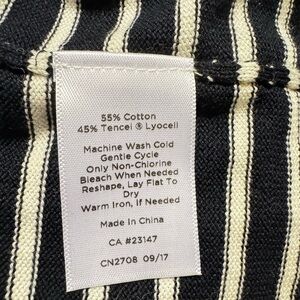 55% Cotton
45% Tencel ® Lyocell
Machine Wash Cold
Gentle Cycle
Only Non-Chlorine
Bleach When Needed
Reshape, Lay Flat To
Dry
Warm Iron, If Needed
Made In China
CA #23147
CN2708 09/17